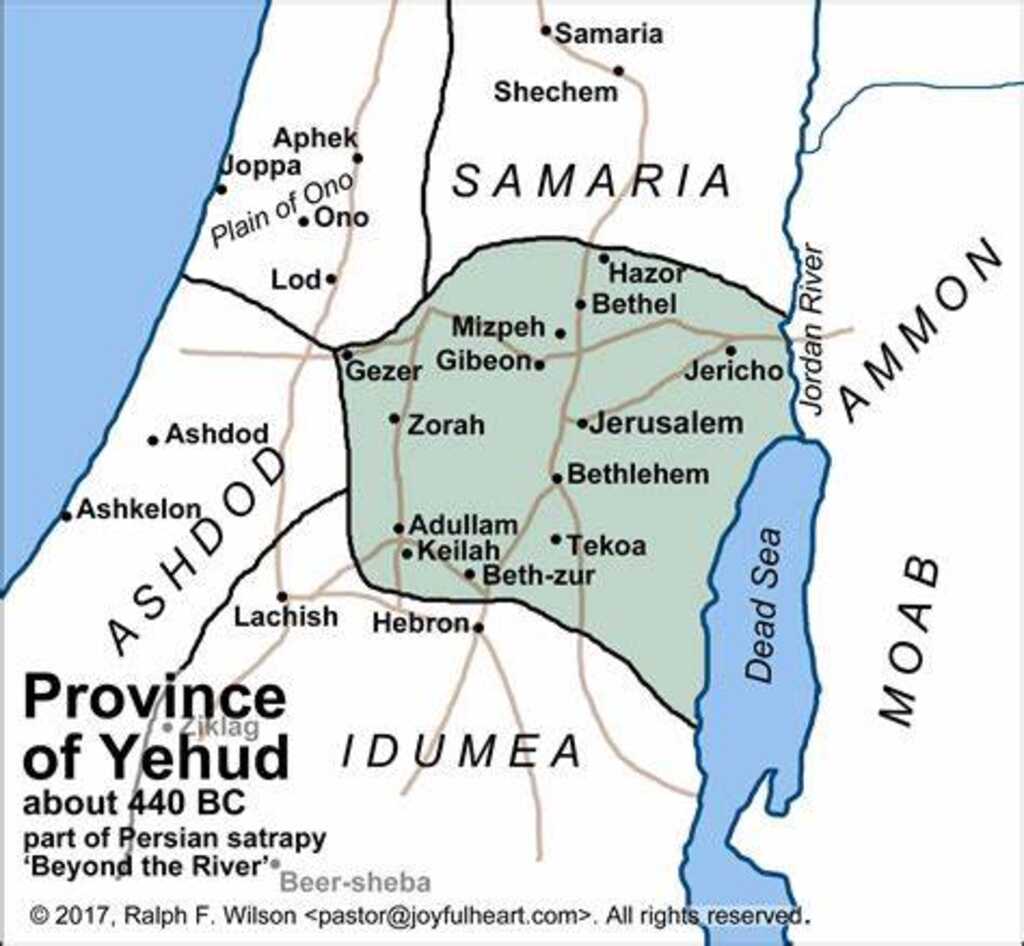 Samaria
Shechem
Aphek
Joppa
SAMARIA
Plain of Ono
Ono
Lod
Hazor
Bethel
Mizpeh
Gibeon
Gezer
Jericho
Jordan River
AMMON
Zorah
Jerusalem
Ashdod
Bethlehem
Ashkelon
ASHDOD
Adullam
Keilah
Tekoa
Beth-zur
Dead Sea
MOAB
Lachish
Hebron
IDUMEA
Province
Ziklag
of Yehud
about 440 BC
part of Persian satrapy
‘Beyond the River’
Beer-sheba
© 2017, Ralph F. Wilson <pastor@joyfulheart.com>. All rights reserved.